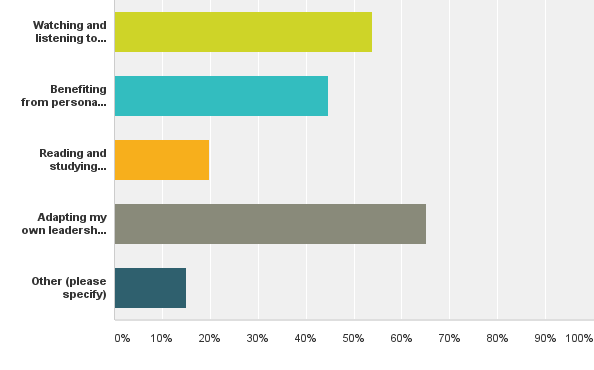 Watching and
listening to...
Benefiting
from persona...
Reading and
studying...
Adapting my
own leadersh...
Other (please
specify)
0% 10% 20% 30% 40% 50% 60% 70% 80% 90% 100%